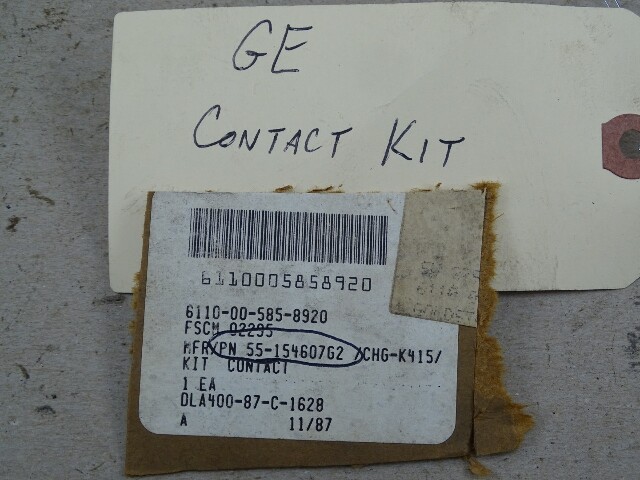 GE
CONTACT KIT
6110005858920
6110-00-585-8920
FSCM 02295
MFR PN 55-154607G2 /CHG-K415/
KIT CONTACT
1 EA
DLA400-87-C-1628
A 11/87